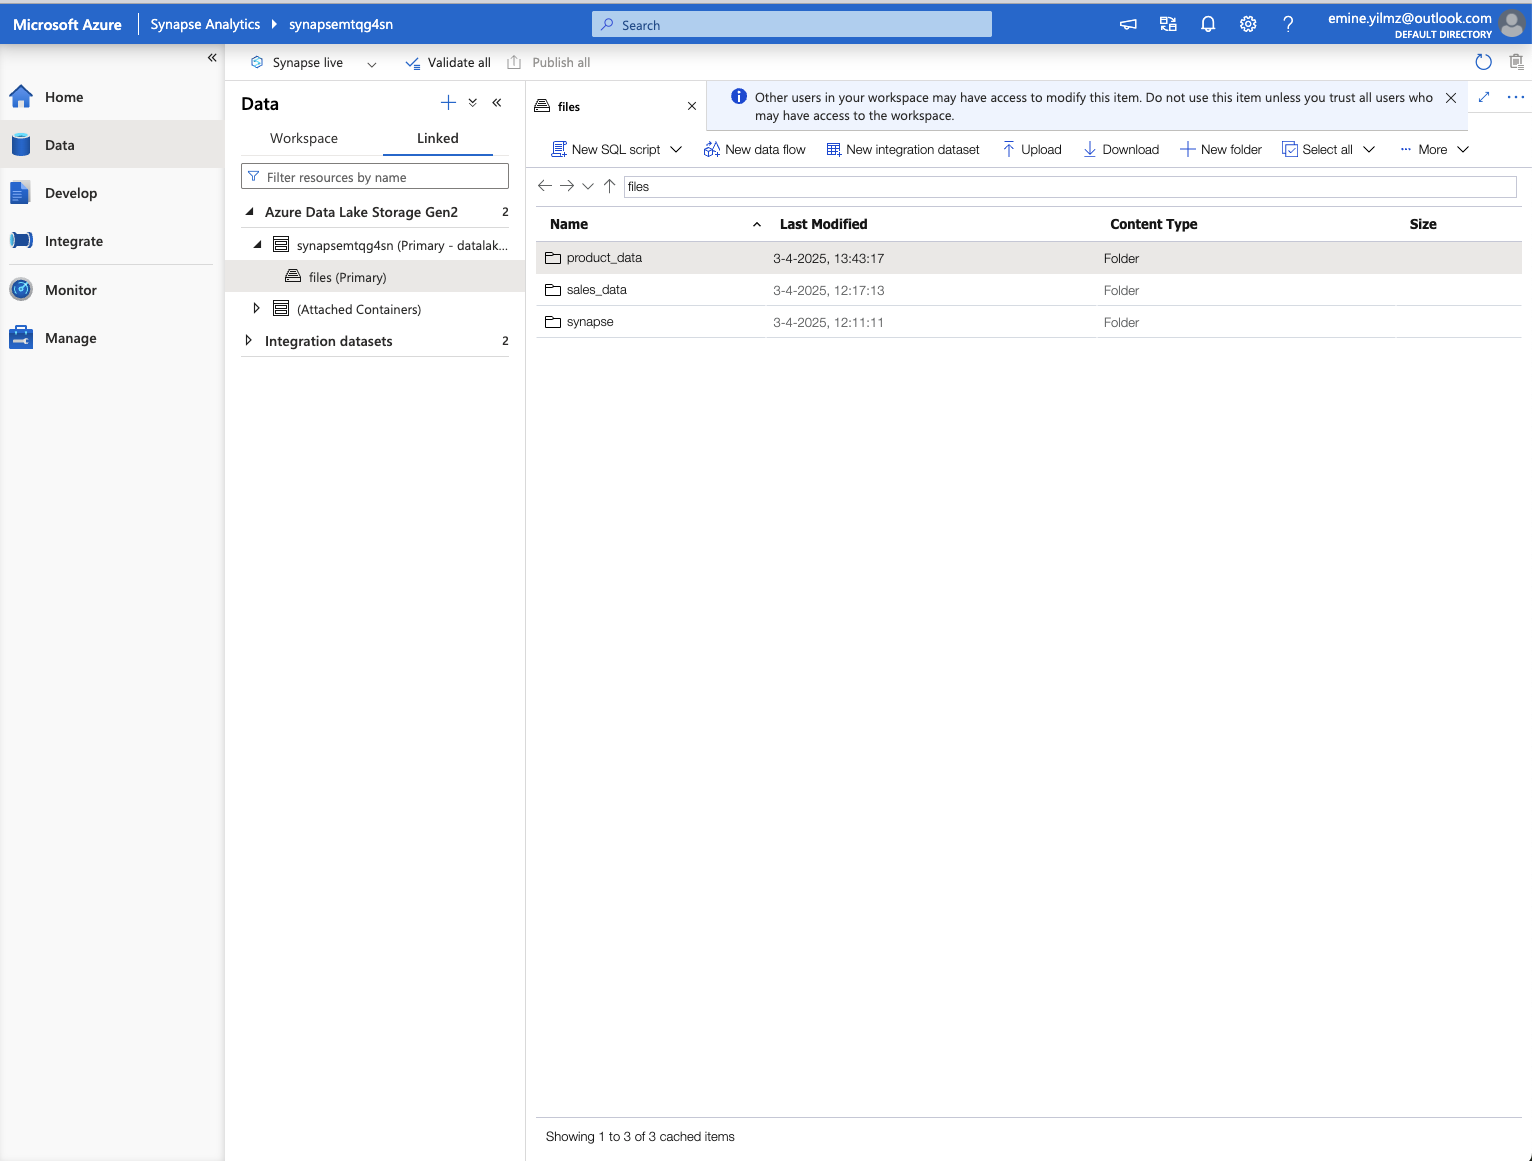 Microsoft Azure
Synapse Analytics
synapsemtqg4sn
Search
emine.yilmz@outlook.com
DEFAULT DIRECTORY
Synapse live
Validate all
Publish all
Home
Data
Develop
Integrate
Monitor
Manage
Data
Workspace
Linked
Filter resources by name
Azure Data Lake Storage Gen2 2
synapsemtqg4sn (Primary - datalak...
files (Primary)
(Attached Containers)
Integration datasets 2
files
Other users in your workspace may have access to modify this item. Do not use this item unless you trust all users who
may have access to the workspace.
New SQL script
New data flow
New integration dataset
Upload
Download
New folder
Select all
More
files
Name Last Modified Content Type Size
product_data 3-4-2025, 13:43:17 Folder
sales_data 3-4-2025, 12:17:13 Folder
synapse 3-4-2025, 12:11:11 Folder
Showing 1 to 3 of 3 cached items